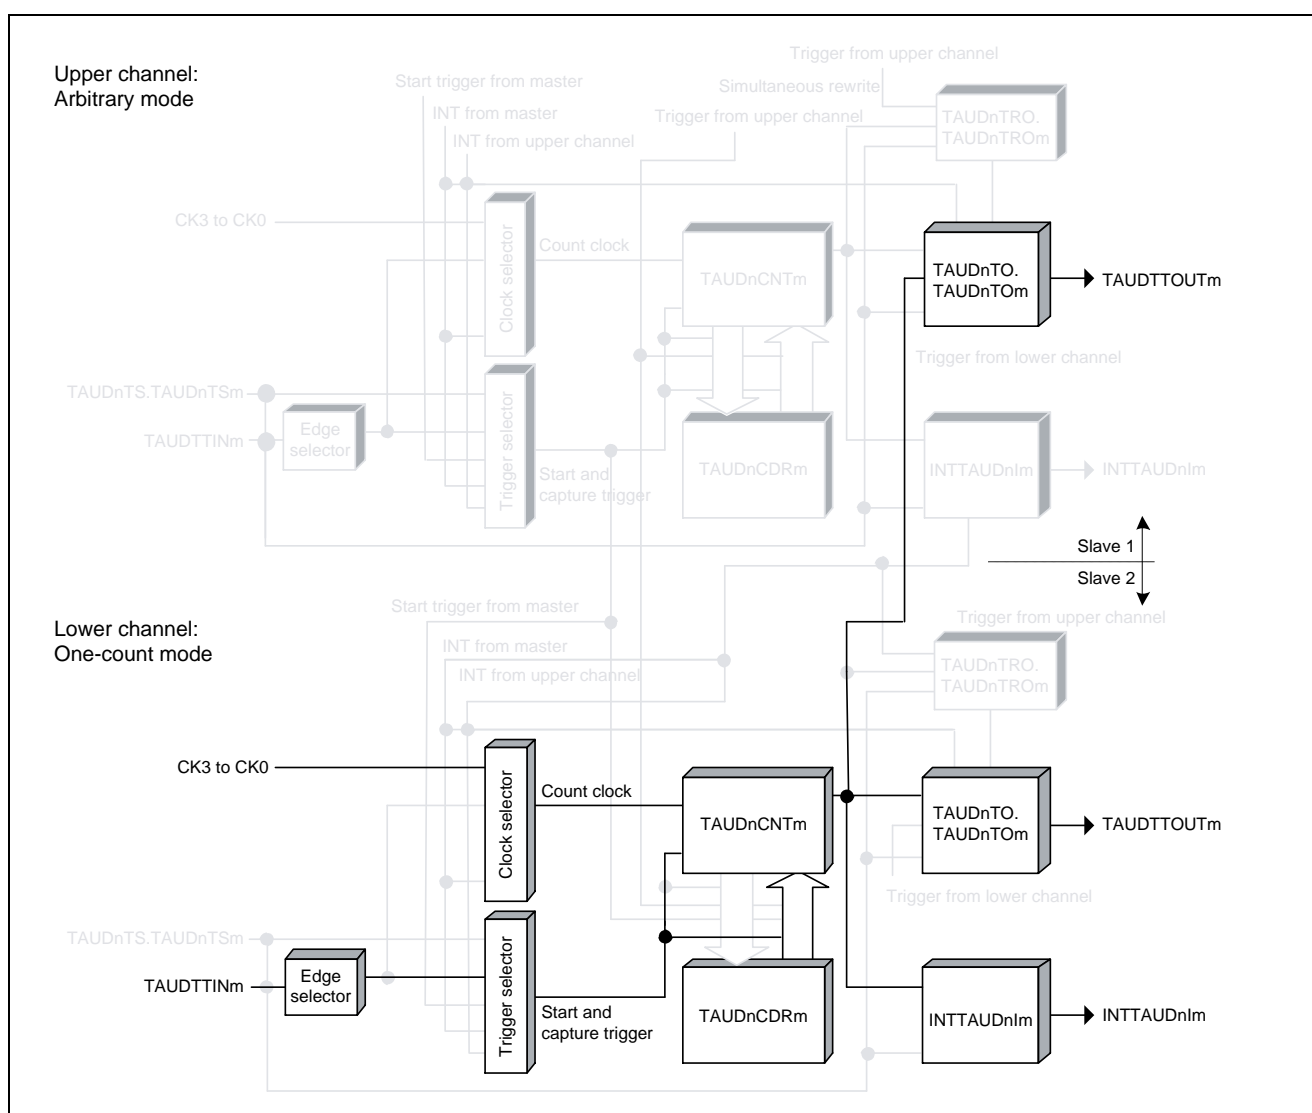 Upper channel:
Arbitrary mode
Trigger from upper channel
Start trigger from master
Simultaneous rewrite
INT from master
Trigger from upper channel
TAUDnTRO.
TAUDnTROm
INT from upper channel
CK3 to CK0
Clock selector
Count clock
TAUDnCNTm
TAUDnTO.
TAUDnTOm
TAUDTTOUTm
Trigger from lower channel
TAUDnTS.TAUDnTSm
TAUDTTINm
Edge
selector
Trigger selector
Start and
capture trigger
TAUDnCDRm
INTTAUDnIm
INTTAUDnIm
Slave 1
Slave 2
Start trigger from master
Lower channel:
One-count mode
INT from master
INT from upper channel
Trigger from upper channel
TAUDnTRO.
TAUDnTROm
CK3 to CK0
Clock selector
Count clock
TAUDnCNTm
TAUDnTO.
TAUDnTOm
TAUDTTOUTm
Trigger from lower channel
TAUDnTS.TAUDnTSm
TAUDTTINm
Edge
selector
Trigger selector
Start and
capture trigger
TAUDnCDRm
INTTAUDnIm
INTTAUDnIm